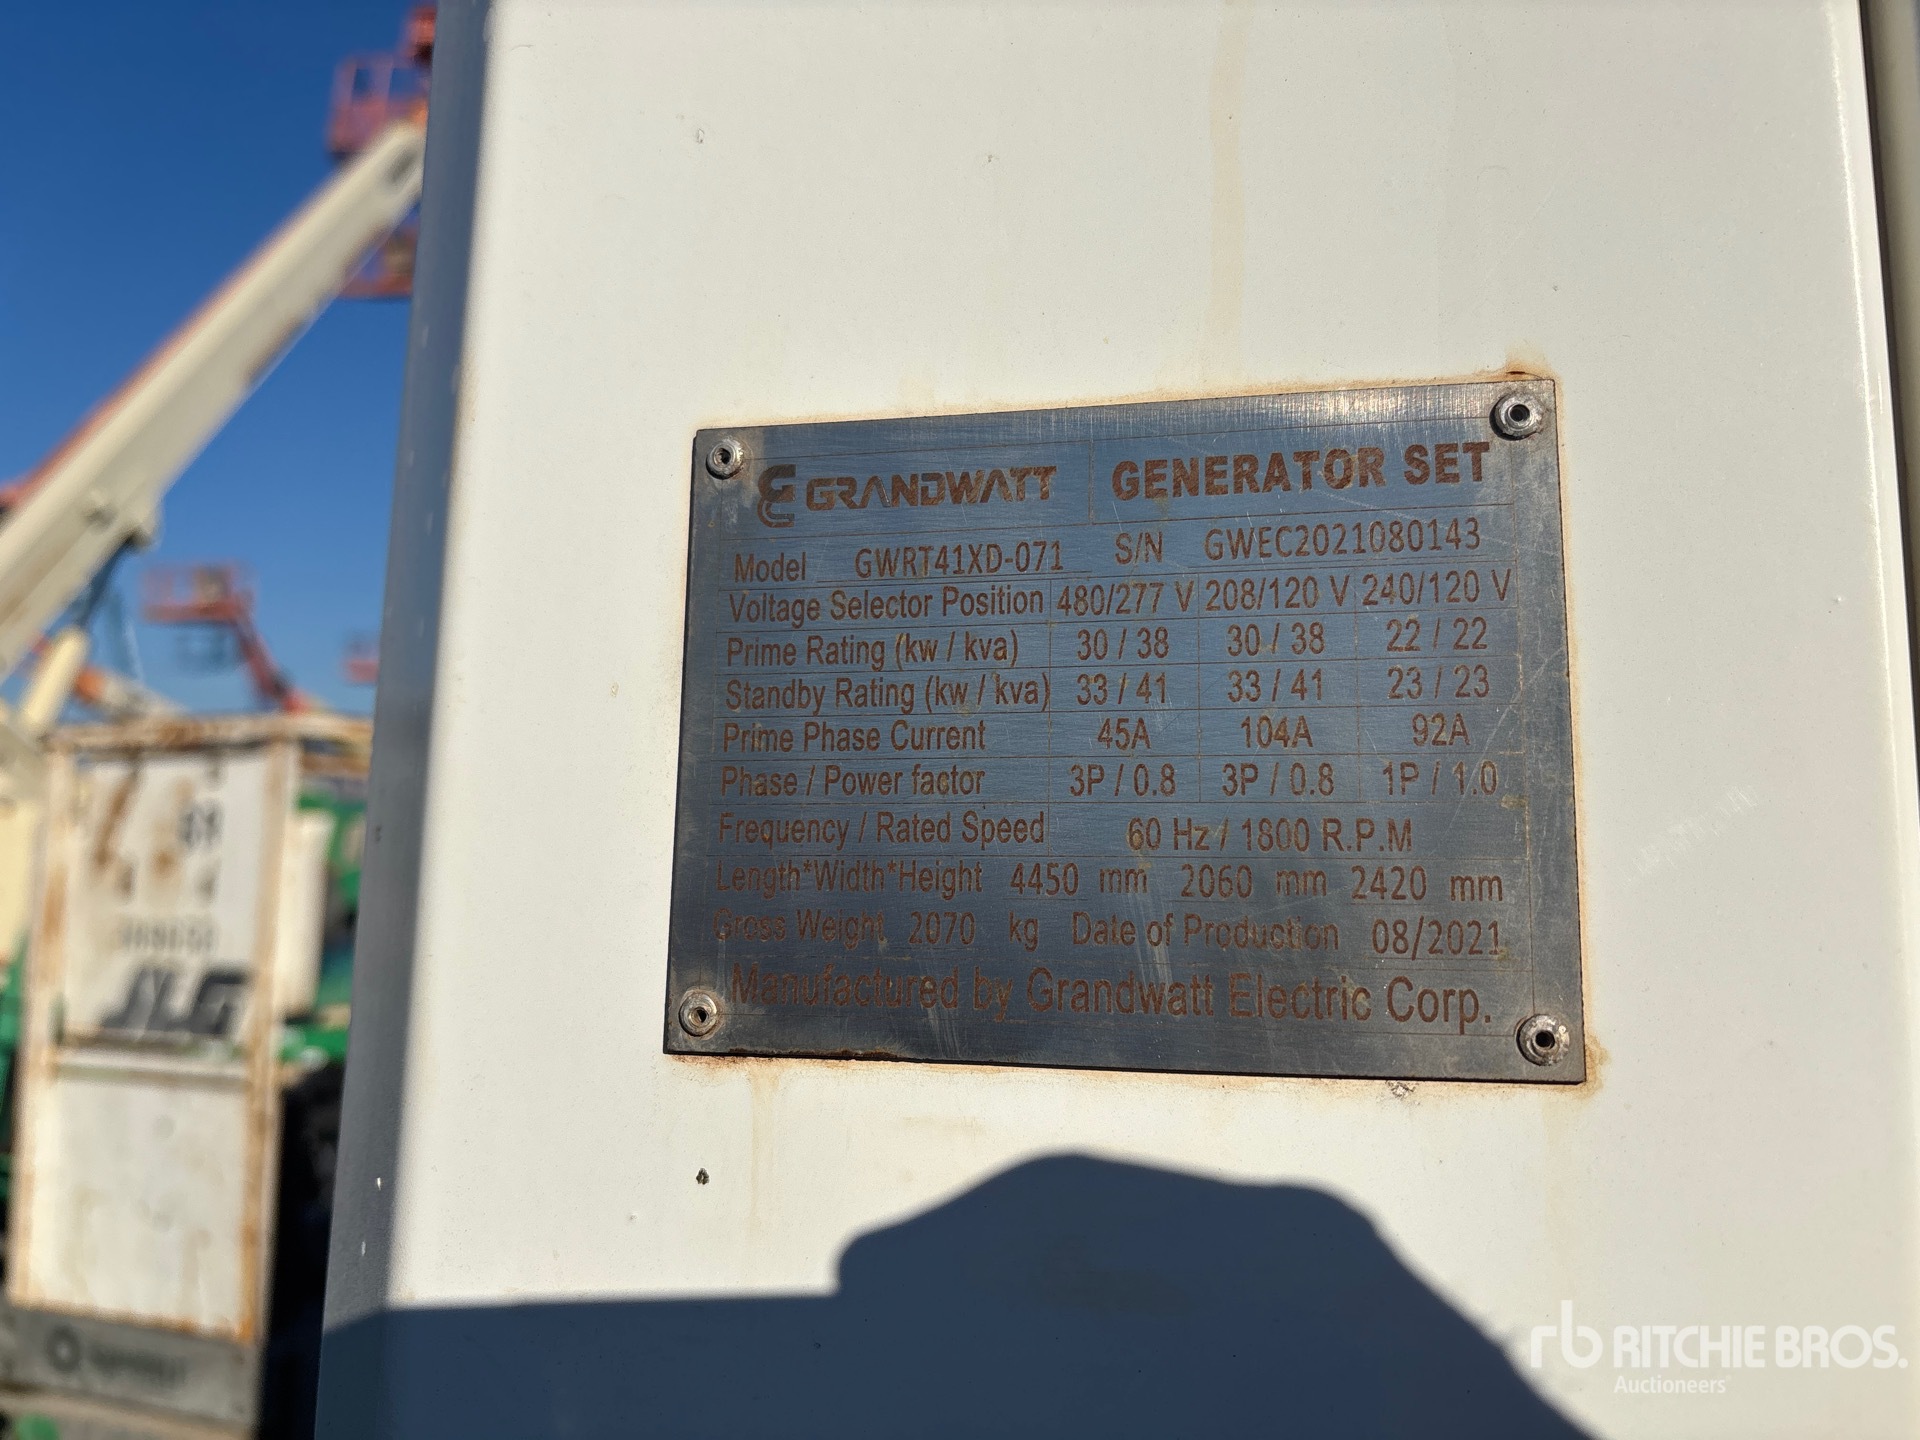 GRANDWATT GENERATOR SET
Model GWRT41XD-071 S/N GWEC2021080143
Voltage Selector Position 480/277 V 208/120 V 240/120 V
Prime Rating (kw / kva) 30 / 38 30 / 38 22 / 22
Standby Rating (kw / kva) 33 / 41 33 / 41 23 / 23
Prime Phase Current 45A 104A 92A
Phase / Power factor 3P / 0.8 3P / 0.8 1P / 1.0
Frequency / Rated Speed 60 Hz / 1800 R.P.M
Length*Width*Height 4450 mm 2060 mm 2420 mm
Gross Weight 2070 kg Date of Production 08/2021
Manufactured by Grandwatt Electric Corp.
JLG
rb RITCHIE BROS.
Auctioneers